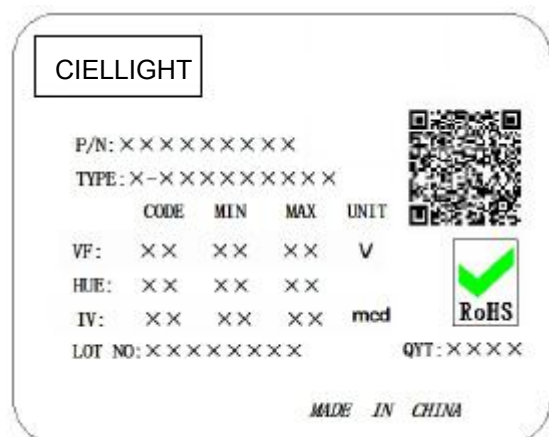 CIELLIGHT
P/N:×××××××××
TYPE:×-×××××××××
CODE MIN MAX UNIT
VF: ×× ×× ×× V
HUE: ×× ×× ××
IV: ×× ×× ×× mcd
RoHS
LOT NO:×××××××× QYT:××××
MADE IN CHINA